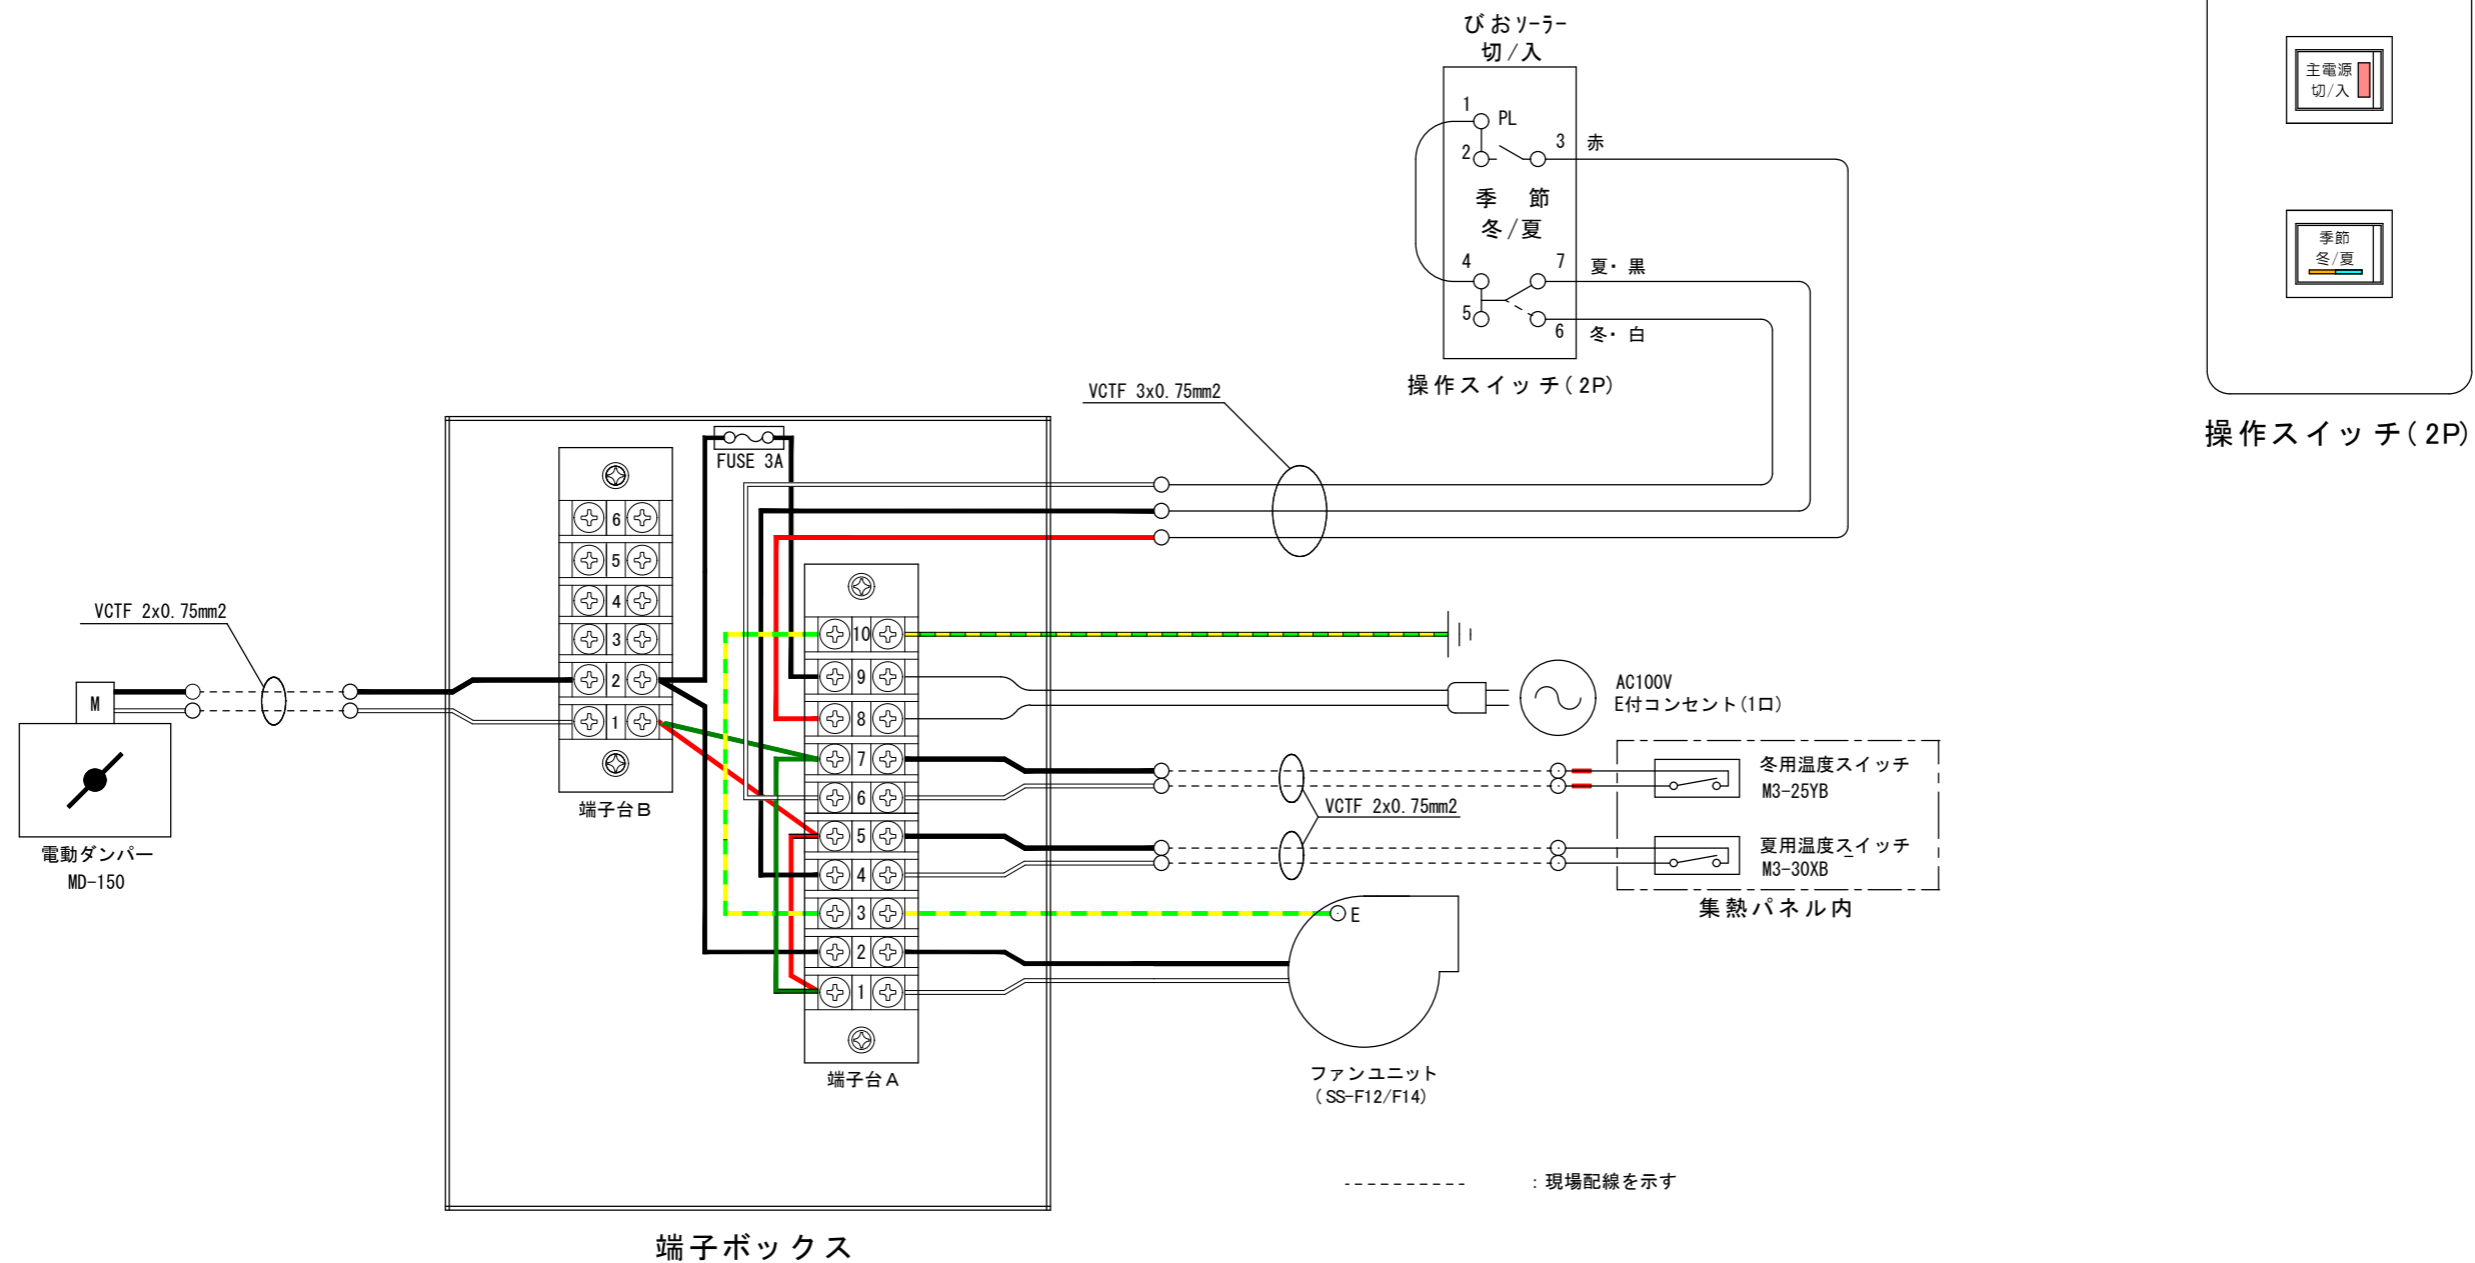 びおソーラー
切/入
1
PL
2
3
赤
季 節
冬/夏
4
7
夏・黒
5
6
冬・白
操作スイッチ(2P)
主電源
切/入
季節
冬/夏
操作スイッチ(2P)
VCTF 3x0.75mm2
FUSE 3A
6
5
4
3
2
1
端子台B
VCTF 2x0.75mm2
M
電動ダンパー
MD-150
10
9
8
7
6
5
4
3
2
1
端子台A
AC100V
E付コンセント(1口)
冬用温度スイッチ
M3-25YB
VCTF 2x0.75mm2
夏用温度スイッチ
M3-30XB
集熱パネル内
E
ファンユニット
(SS-F12/F14)
:現場配線を示す
端子ボックス